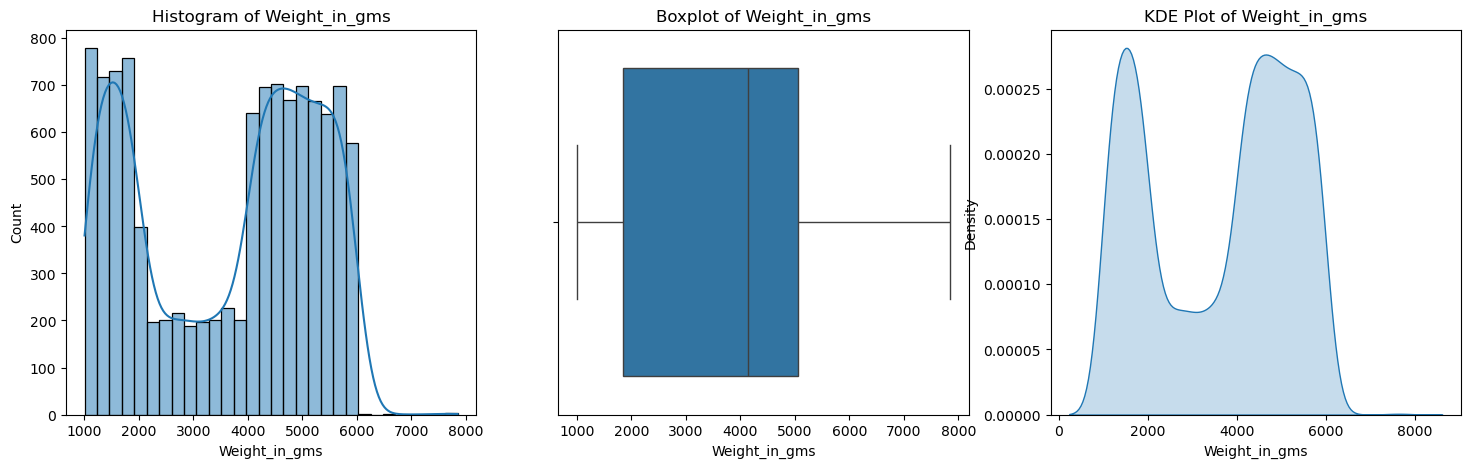 Histogram of Weight_in_gms
800
700
600
500
400
300
200
100
0
Count
1000 2000 3000 4000 5000 6000 7000 8000
Weight_in_gms
Boxplot of Weight_in_gms
1000 2000 3000 4000 5000 6000 7000 8000
Weight_in_gms
KDE Plot of Weight_in_gms
0.00025
0.00020
0.00015
0.00010
0.00005
0.00000
Density
0 2000 4000 6000 8000
Weight_in_gms